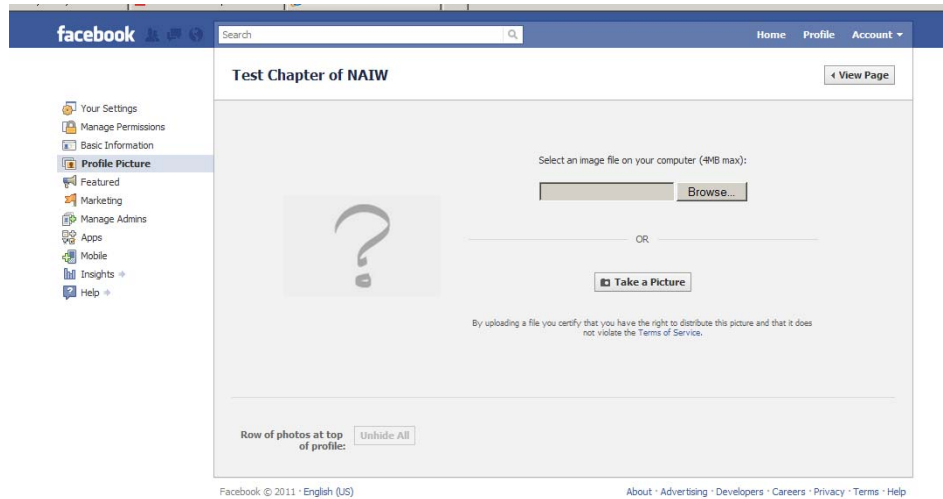 facebook
Search
Home Profile Account
Test Chapter of NAIW
View Page
Your Settings
Manage Permissions
Basic Information
Profile Picture
Featured
Marketing
Manage Admins
Apps
Mobile
Insights
Help
Select an image file on your computer (4MB max):
Browse...
OR
Take a Picture
By uploading a file you certify that you have the right to distribute this picture and that it does
not violate the Terms of Service.
Row of photos at top
of profile:
Unhide All
Facebook © 2011 · English (US)
About · Advertising · Developers · Careers · Privacy · Terms · Help